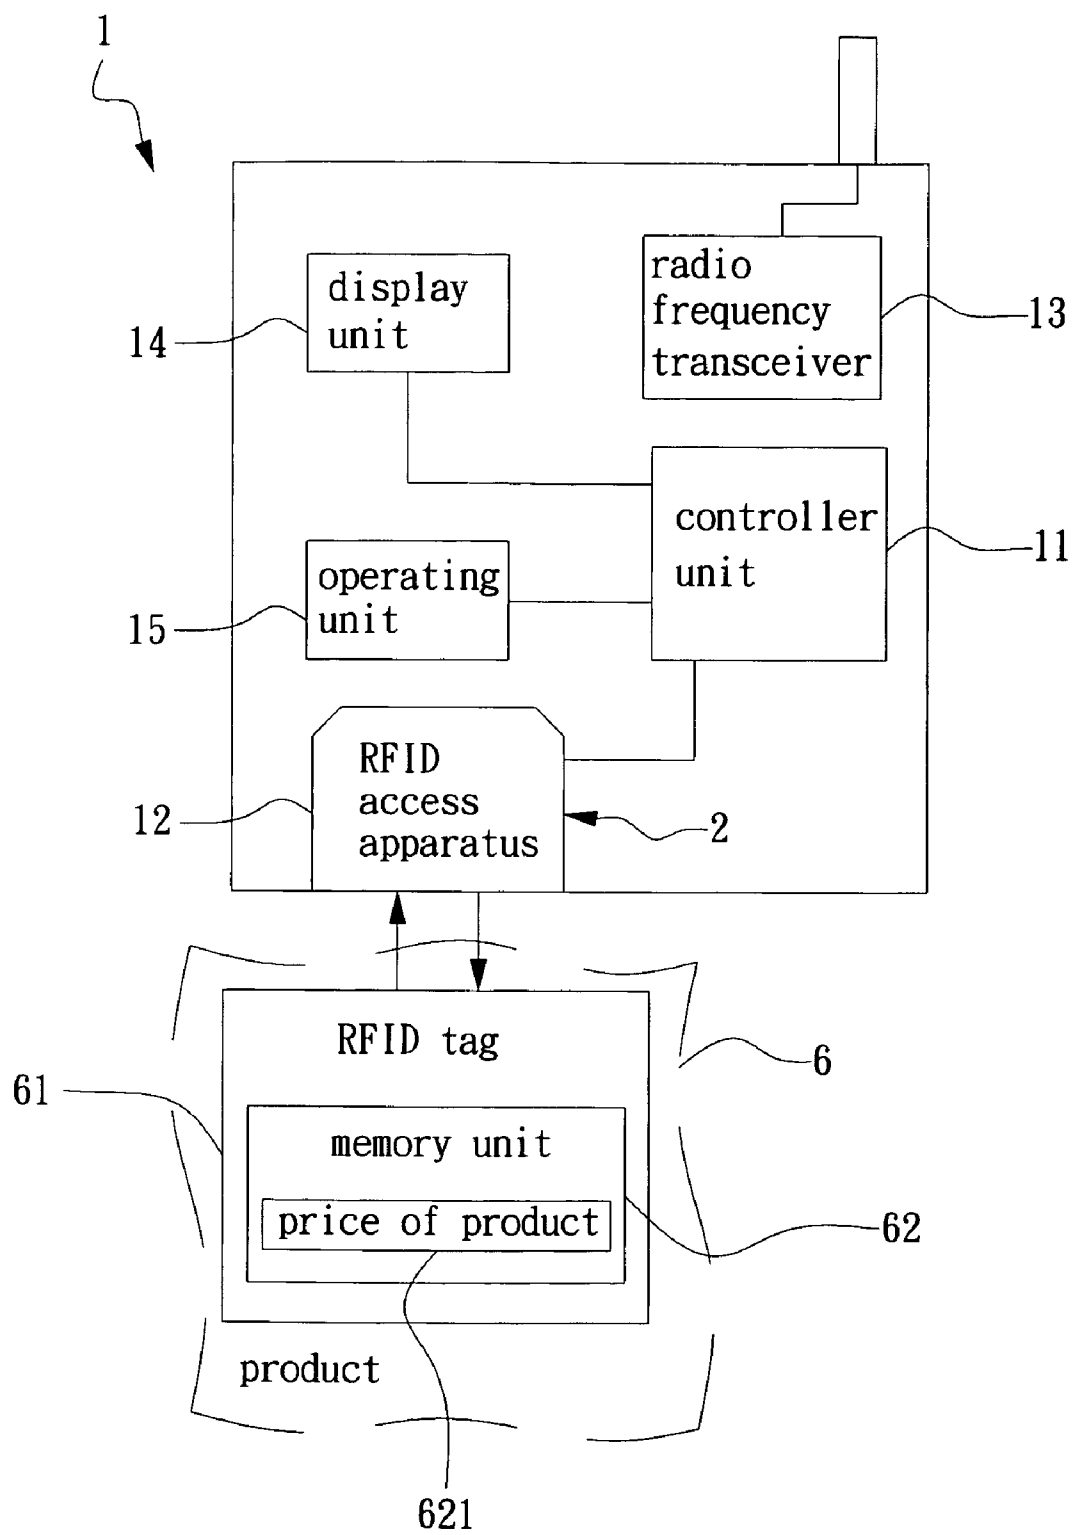 1
display
unit
14
radio
frequency
transceiver
13
controller
unit
11
operating
unit
15
RFID
access
apparatus
12
2
RFID tag
6
61
memory unit
price of product
62
product
621